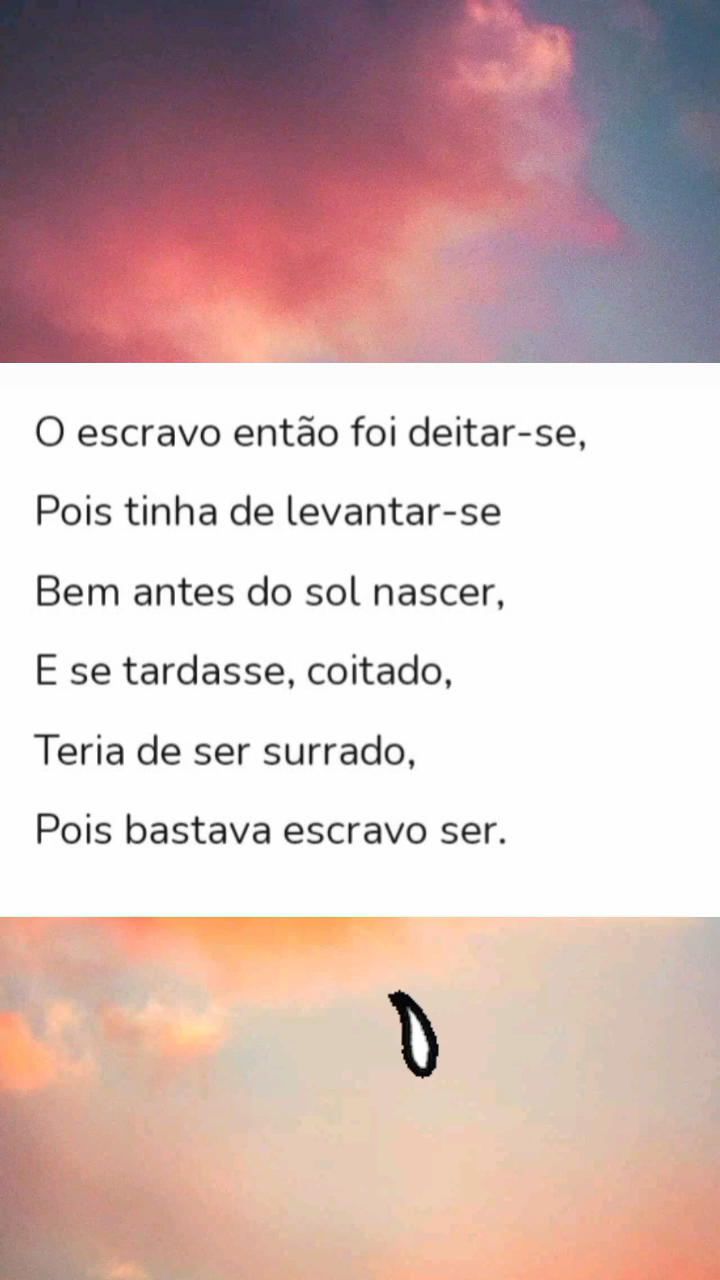 O escravo então foi deitar-se,
Pois tinha de levantar-se
Bem antes do sol nascer,
E se tardasse, coitado,
Teria de ser surrado,
Pois bastava escravo ser.